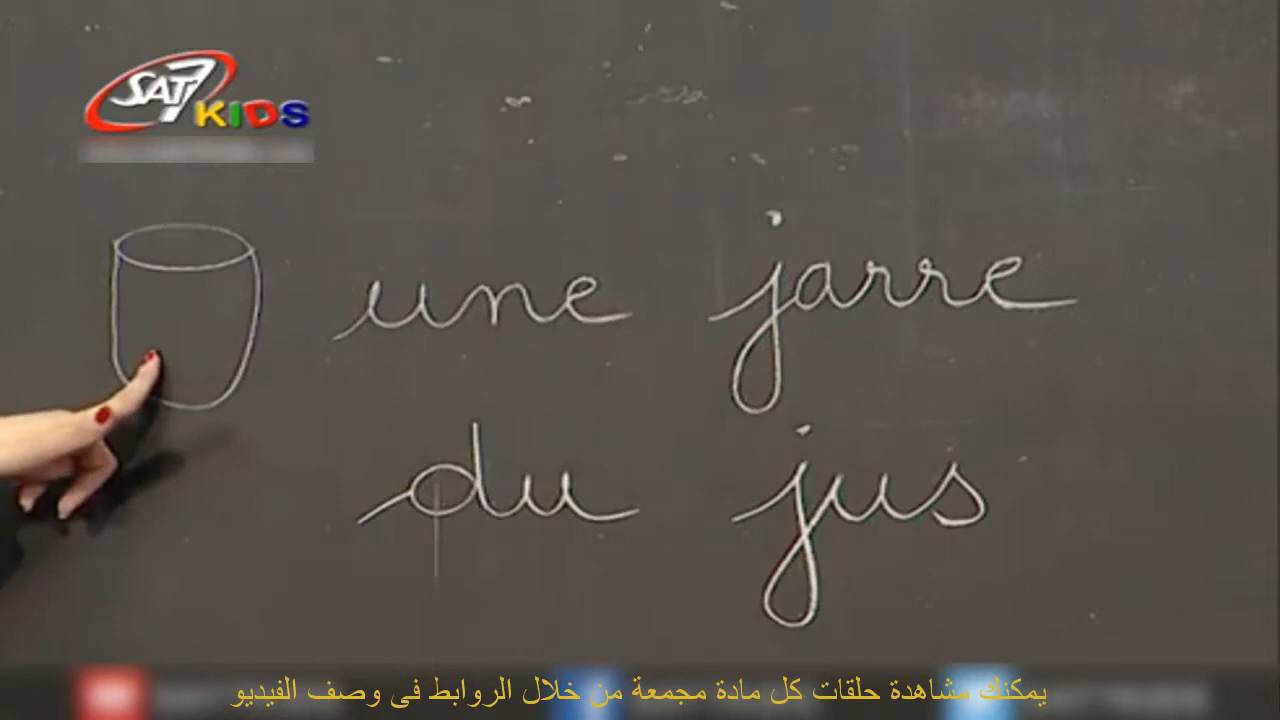 SAT7
KIDS
une jarre
du jus
يمكنك مشاهدة حلقات كل مادة مجمعة من خلال الروابط فى وصف الفيديو